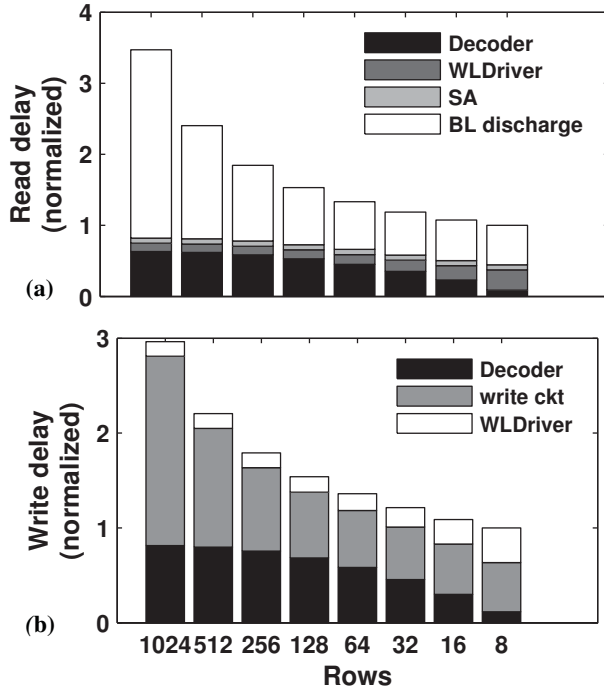 4
3
2
1
0
Read delay
(normalized)
Decoder
WLDriver
SA
BL discharge
(a)
3
2
1
0
Write delay
(normalized)
Decoder
write ckt
WLDriver
(b)
1024 512 256 128 64 32 16 8
Rows